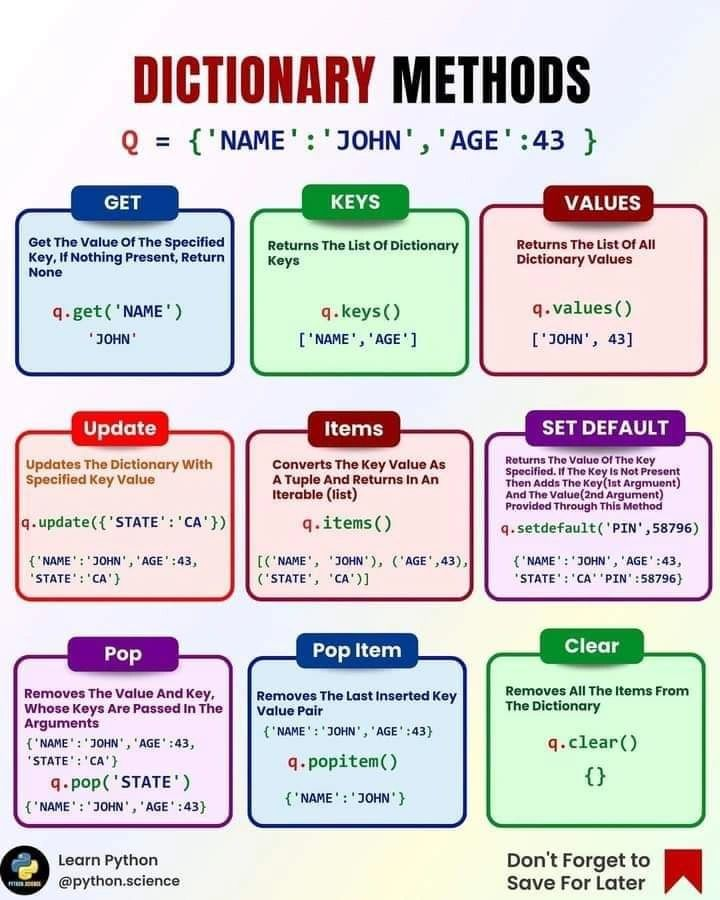 DICTIONARY METHODS
Q = {'NAME':'JOHN','AGE':43 }
GET
Get The Value Of The Specified
Key, If Nothing Present, Return
None
q.get('NAME')
'JOHN'
KEYS
Returns The List Of Dictionary
Keys
q.keys()
['NAME','AGE']
VALUES
Returns The List Of All
Dictionary Values
q.values()
['JOHN', 43]
Update
Updates The Dictionary With
Specified Key Value
q.update({'STATE':'CA'})
{'NAME':'JOHN','AGE':43,
'STATE':'CA'}
Items
Converts The Key Value As
A Tuple And Returns In An
Iterable (list)
q.items()
[('NAME', 'JOHN'), ('AGE',43),
('STATE', 'CA')]
SET DEFAULT
Returns The Value Of The Key
Specified. If The Key Is Not Present
Then Adds The Key(1st Argmuent)
And The Value(2nd Argument)
Provided Through This Method
q.setdefault('PIN',58796)
{'NAME':'JOHN','AGE':43,
'STATE':'CA''PIN':58796}
Pop
Removes The Value And Key,
Whose Keys Are Passed In The
Arguments
{'NAME':'JOHN','AGE':43,
'STATE':'CA'}
q.pop('STATE')
{'NAME':'JOHN','AGE':43}
Pop Item
Removes The Last Inserted Key
Value Pair
{'NAME':'JOHN','AGE':43}
q.popitem()
{'NAME':'JOHN'}
Clear
Removes All The Items From
The Dictionary
q.clear()
{}
PYTHON.SCIENCE
Learn Python
@python.science
Don't Forget to
Save For Later